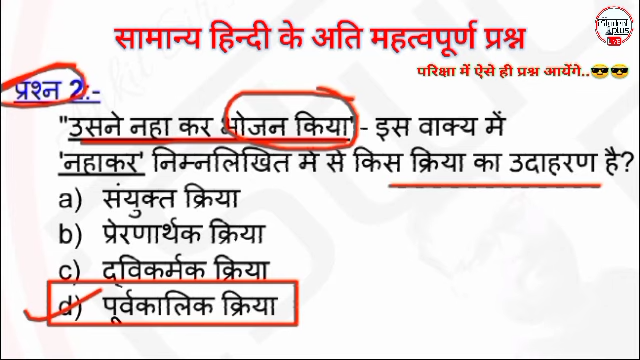 सामान्य हिन्दी के अति महत्वपूर्ण प्रश्न
परिक्षा में ऐसे ही प्रश्न आयेंगे..😎😎
प्रश्न 2.-
"उसने नहा कर भोजन किया" - इस वाक्य में
'नहाकर' निम्नलिखित में से किस क्रिया का उदाहरण है?
a) संयुक्त क्रिया
b) प्रेरणार्थक क्रिया
c) द्विकर्मक क्रिया
d) पूर्वकालिक क्रिया